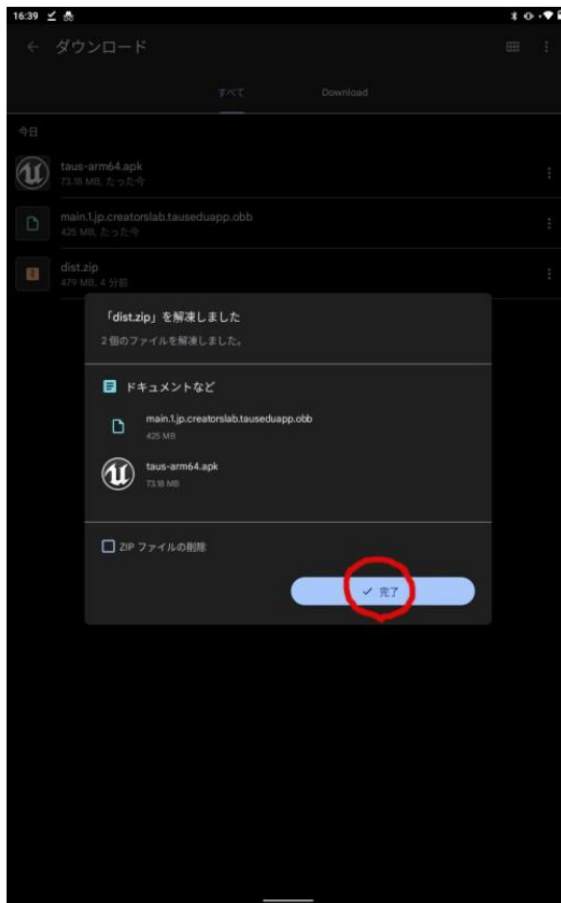 16:39
ダウンロード
すべて
Download
今日
taus-arm64.apk
73.18 MB, たった今
main.1.jp.creatorslab.tauseduapp.obb
425 MB, たった今
dist.zip
479 MB, 4 分前
「dist.zip」を解凍しました
2 個のファイルを解凍しました。
ドキュメントなど
main.1.jp.creatorslab.tauseduapp.obb
425 MB
taus-arm64.apk
73.18 MB
ZIP ファイルの削除
完了